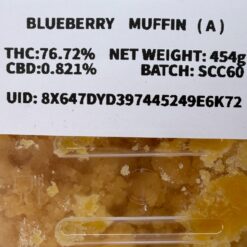 BLUEBERRY MUFFIN (A)
THC:76.72% NET WEIGHT: 454g
CBD:0.821% BATCH: SCC60
UID: 8X647DYD397445249E6K72